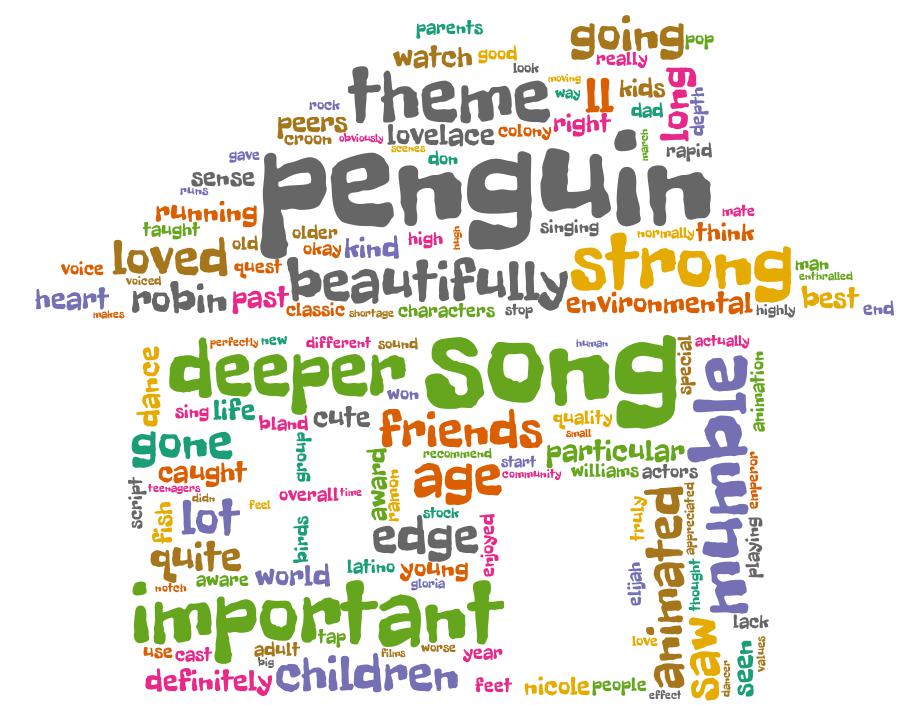 parents
going pop
watch good really
look
theme moving way ll kids long
rock dad depth
peers lovelace colony right
croon obviously scenes march
gave don rapid
sense penguin
runs
running singing mate
taught older normally think
loved old okay kind high hugh strong
voice quest man
voiced beautifully enthralled
heart robin past environmental best
makes classic shortage characters stop highly end
perfectly new different sound human special actually
dance deeper song mumble animation
won
sing life bland cute quality
gone group friends small
recommend particular
caught award age start community williams actors emperor
script teenagers didn overall time ramon
fish lot feel stock truly animated appreciated playing
birds edge enjoyed
quite latino young
notch aware world gloria elijah thought
important tap love saw lack
use cast adult films worse year seen values
big
definitely children feet nicole people effect dancer